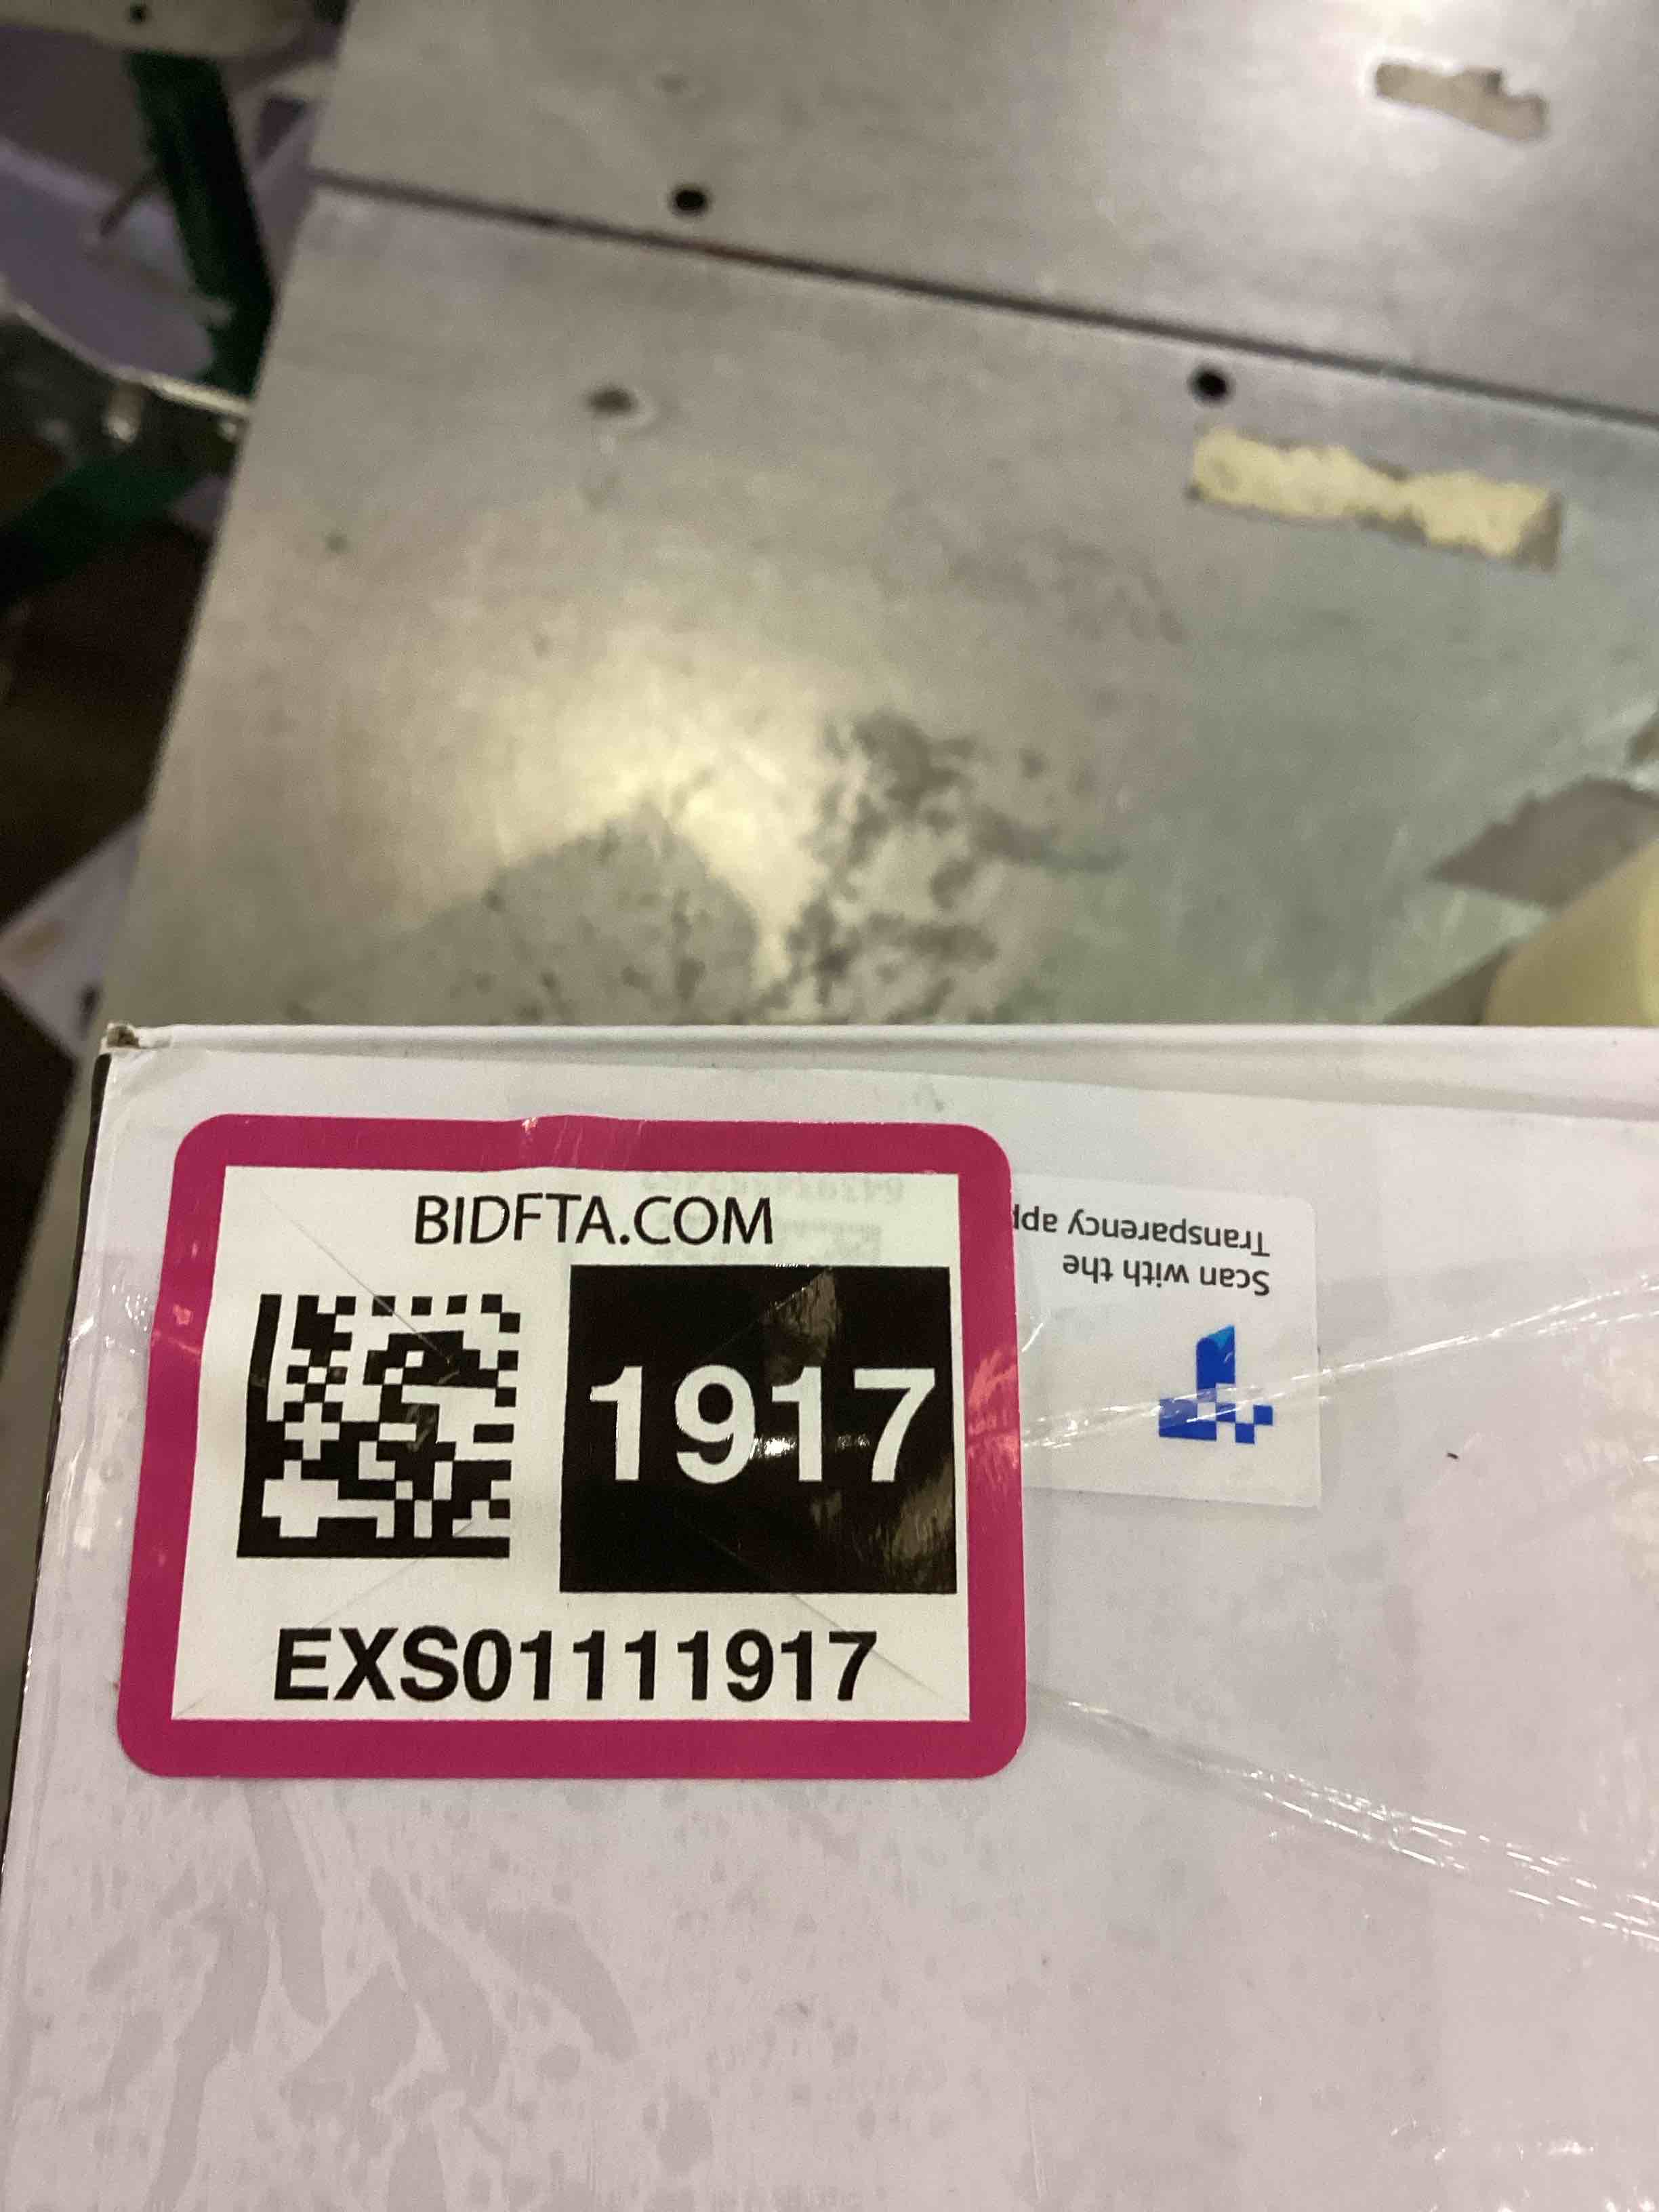 BIDFTA.COM
1917
EXS01111917
Scan with the
Transparency app